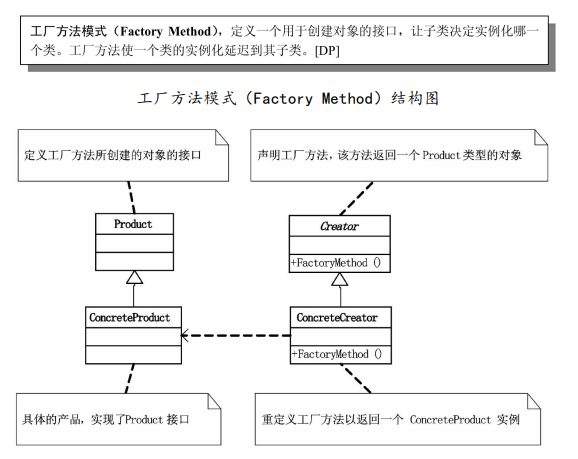 工厂方法模式（Factory Method），定义一个用于创建对象的接口，让子类决定实例化哪一
个类。工厂方法使一个类的实例化延迟到其子类。[DP]
工厂方法模式（Factory Method）结构图
定义工厂方法所创建的对象的接口
声明工厂方法，该方法返回一个Product类型的对象
Product
Creator
+FactoryMethod ()
ConcreteProduct
ConcreteCreator
+FactoryMethod ()
具体的产品，实现了Product 接口
重定义工厂方法以返回一个 ConcreteProduct 实例